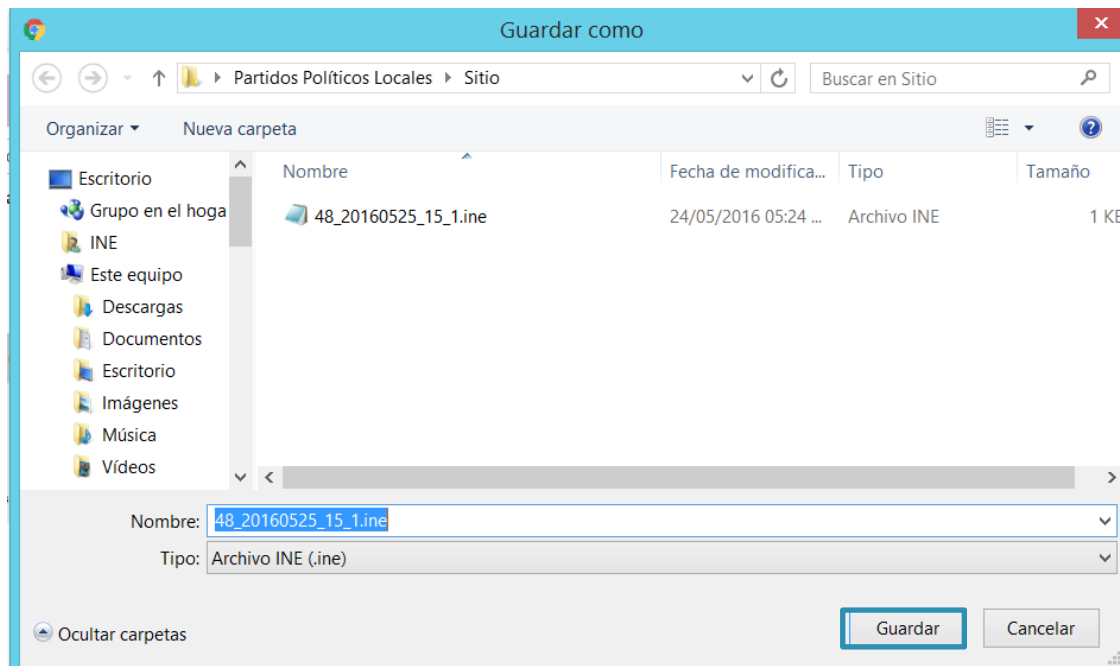 Guardar como
Partidos Políticos Locales Sitio
Buscar en Sitio
Organizar Nueva carpeta
Nombre Fecha de modifica... Tipo Tamaño
Escritorio
Grupo en el hoga
INE
Este equipo
Descargas
Documentos
Escritorio
Imágenes
Música
Vídeos
48_20160525_15_1.ine 24/05/2016 05:24 ... Archivo INE 1 KE
Nombre: 48_20160525_15_1.ine
Tipo: Archivo INE (.ine)
Ocultar carpetas
Guardar Cancelar